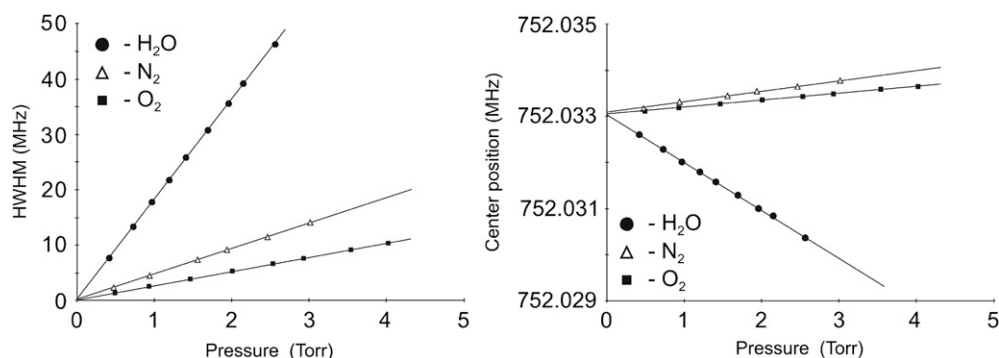 50
40
30
20
10
0
0
1
2
3
4
5
HWHM (MHz)
Pressure (Torr)
- H2O
- N2
- O2
752.035
752.033
752.031
752.029
0
1
2
3
4
5
Center position (MHz)
Pressure (Torr)
- H2O
- N2
- O2